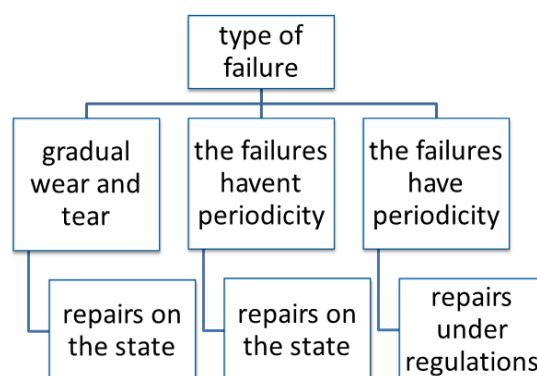 type of
failure
gradual
wear and
tear
the failures
havent
periodicity
the failures
have
periodicity
repairs on
the state
repairs on
the state
repairs
under
regulations